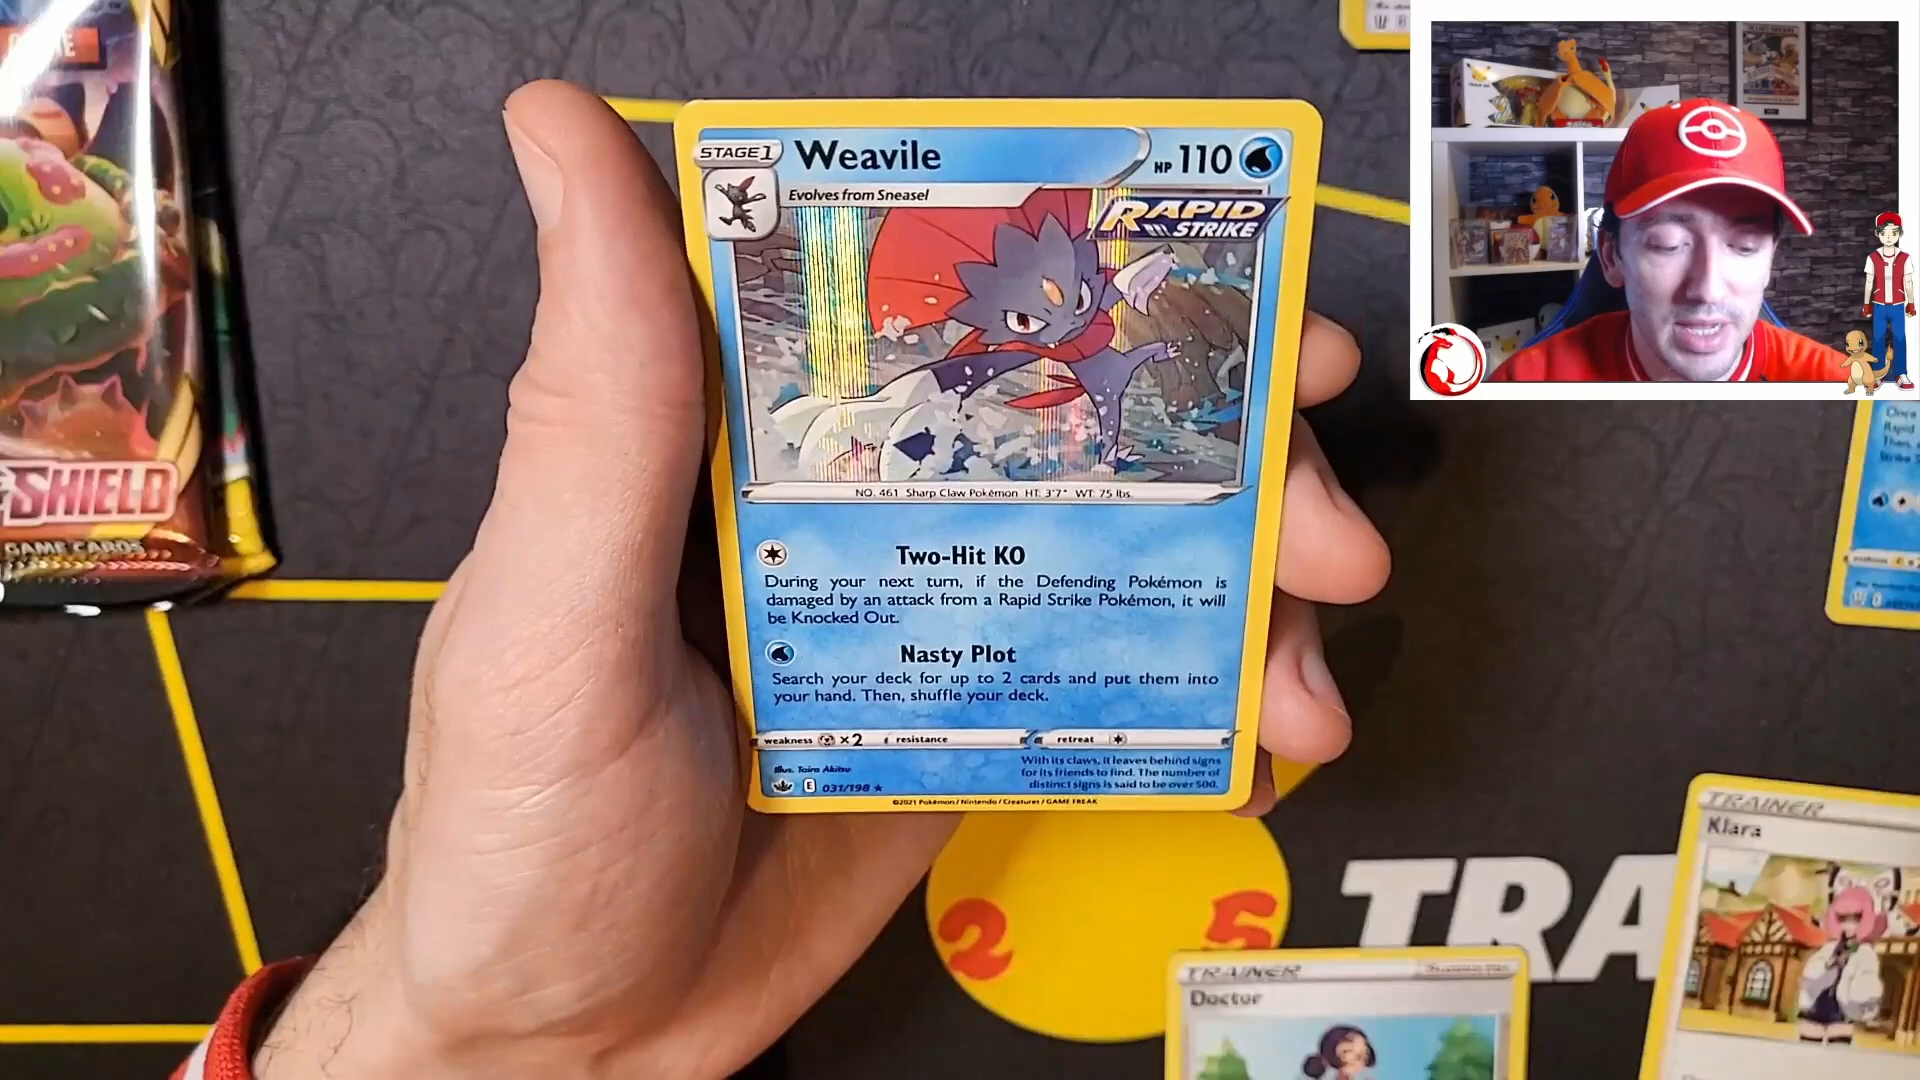 SHIELD
GAME CARDS
STAGE 1
Weavile
HP 110
Evolves from Sneasel
RAPID
STRIKE
NO. 461 Sharp Claw Pokémon HT: 3'7" WT: 75 lbs.
Two-Hit KO
During your next turn, if the Defending Pokémon is
damaged by an attack from a Rapid Strike Pokémon, it will
be Knocked Out.
Nasty Plot
Search your deck for up to 2 cards and put them into
your hand. Then, shuffle your deck.
weakness ×2 resistance retreat
Illus. Taira Akitsu
With its claws, it leaves behind signs
for its friends to find. The number of
distinct signs is said to be over 500.
E 031/198
©2021 Pokémon / Nintendo / Creatures / GAME FREAK
2 5
TRA
TRAINER
Klara
TRAINER
Doctor